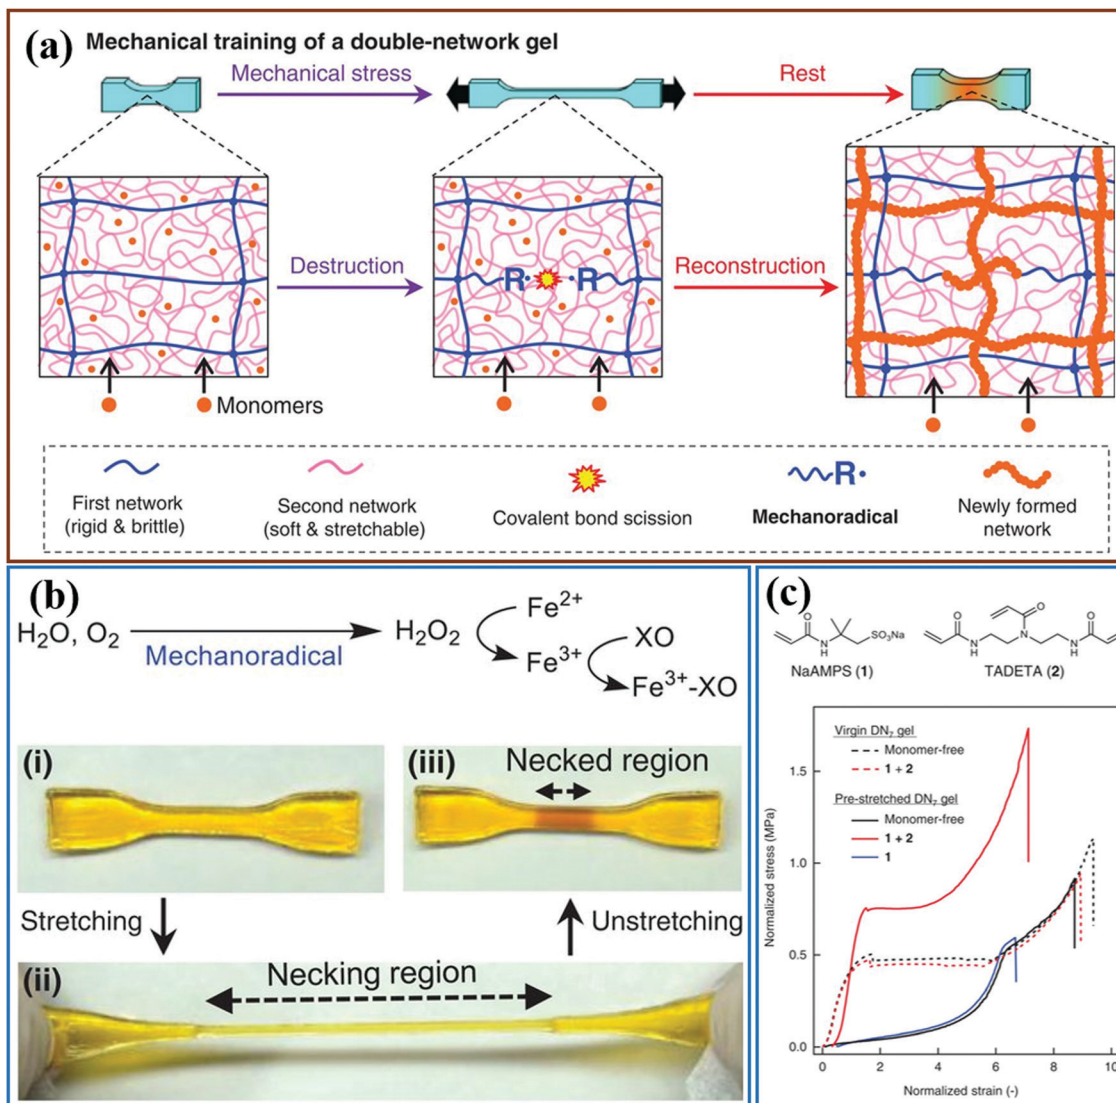 (a) Mechanical training of a double-network gel
Mechanical stress
Rest
Destruction
R· ·R
Reconstruction
Monomers
First network
(rigid & brittle)
Second network
(soft & stretchable)
Covalent bond scission
R·
Mechanoradical
Newly formed
network
(b)
H₂O, O₂
Mechanoradical
H₂O₂
Fe²⁺
Fe³⁺
XO
Fe³⁺-XO
(i)
(iii) Necked region
Stretching
Unstretching
(ii) Necking region
(c)
O
N
H
SO₃Na
NaAMPS (1)
O
N
H
O
N
O
N
H
TADETA (2)
Virgin DN₇ gel
Monomer-free
1 + 2
Pre-stretched DN₇ gel
Monomer-free
1 + 2
1
Normalized stress (MPa)
1.5
1.0
0.5
0.0
0 2 4 6 8 10
Normalized strain (-)